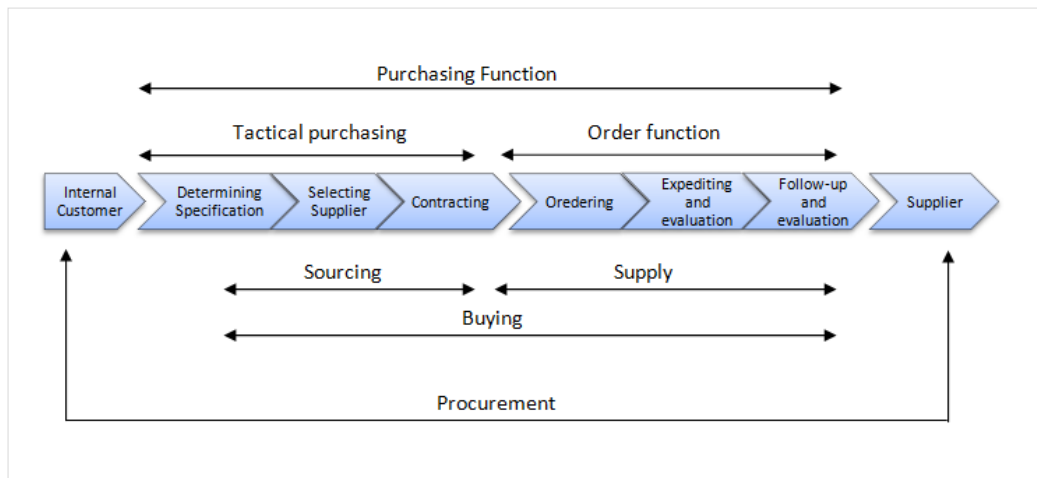 Purchasing Function
Tactical purchasing
Order function
Internal
Customer
Determining
Specification
Selecting
Supplier
Contracting
Oredering
Expediting
and
evaluation
Follow-up
and
evaluation
Supplier
Sourcing
Supply
Buying
Procurement